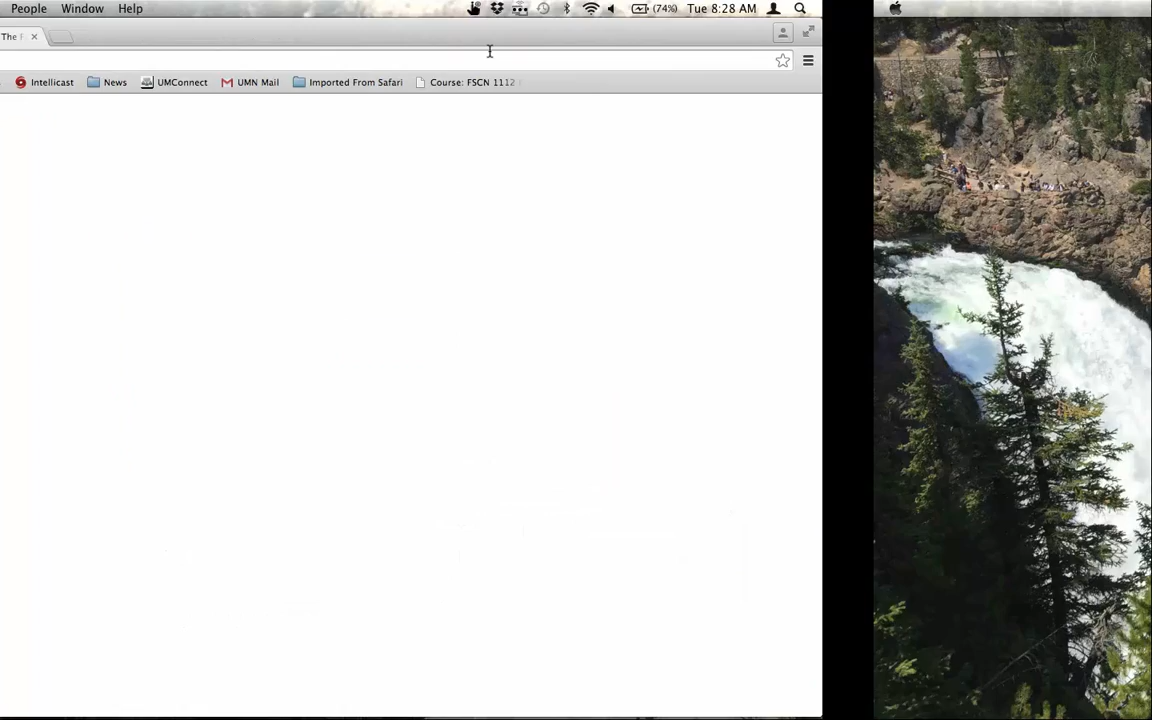 People Window Help (74%) Tue 8:28 AM
The
Intellicast News UMConnect UMN Mail Imported From Safari Course: FSCN 1112